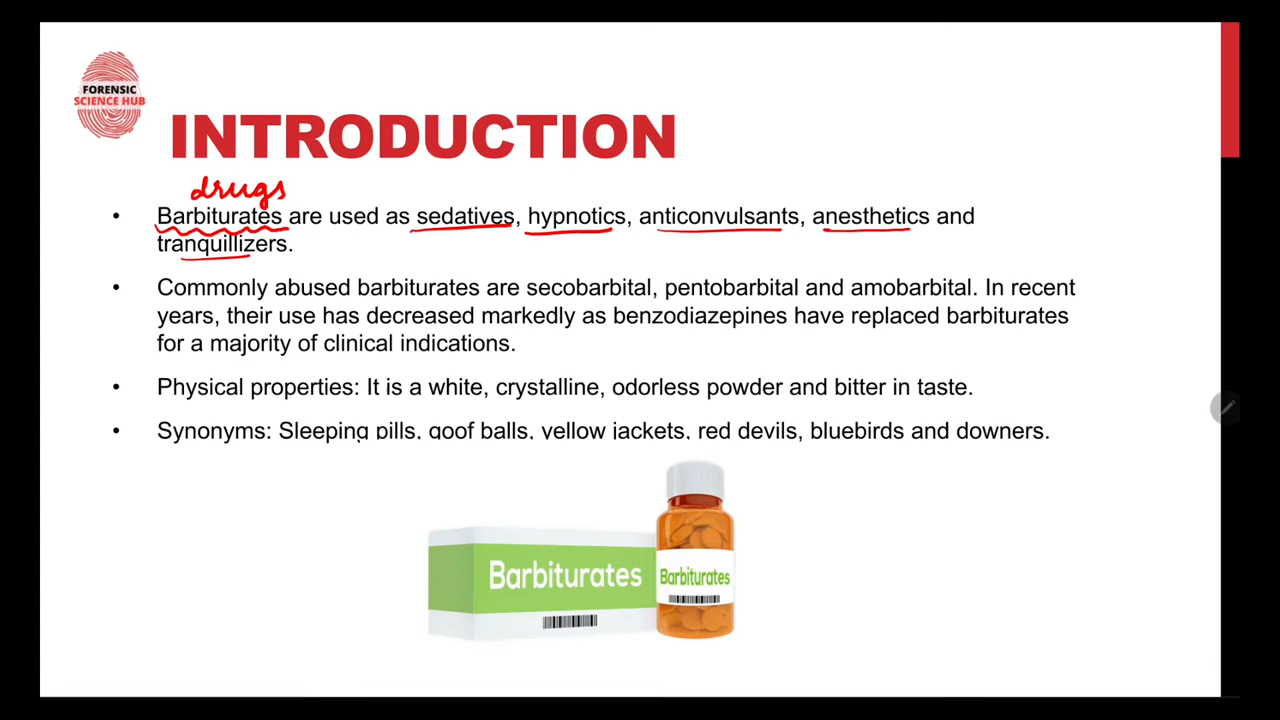 FORENSIC
SCIENCE HUB
INTRODUCTION
drugs
• Barbiturates are used as sedatives, hypnotics, anticonvulsants, anesthetics and
tranquillizers.
• Commonly abused barbiturates are secobarbital, pentobarbital and amobarbital. In recent
years, their use has decreased markedly as benzodiazepines have replaced barbiturates
for a majority of clinical indications.
• Physical properties: It is a white, crystalline, odorless powder and bitter in taste.
• Synonyms: Sleeping pills, goof balls, yellow jackets, red devils, bluebirds and downers.
Barbiturates
Barbiturates